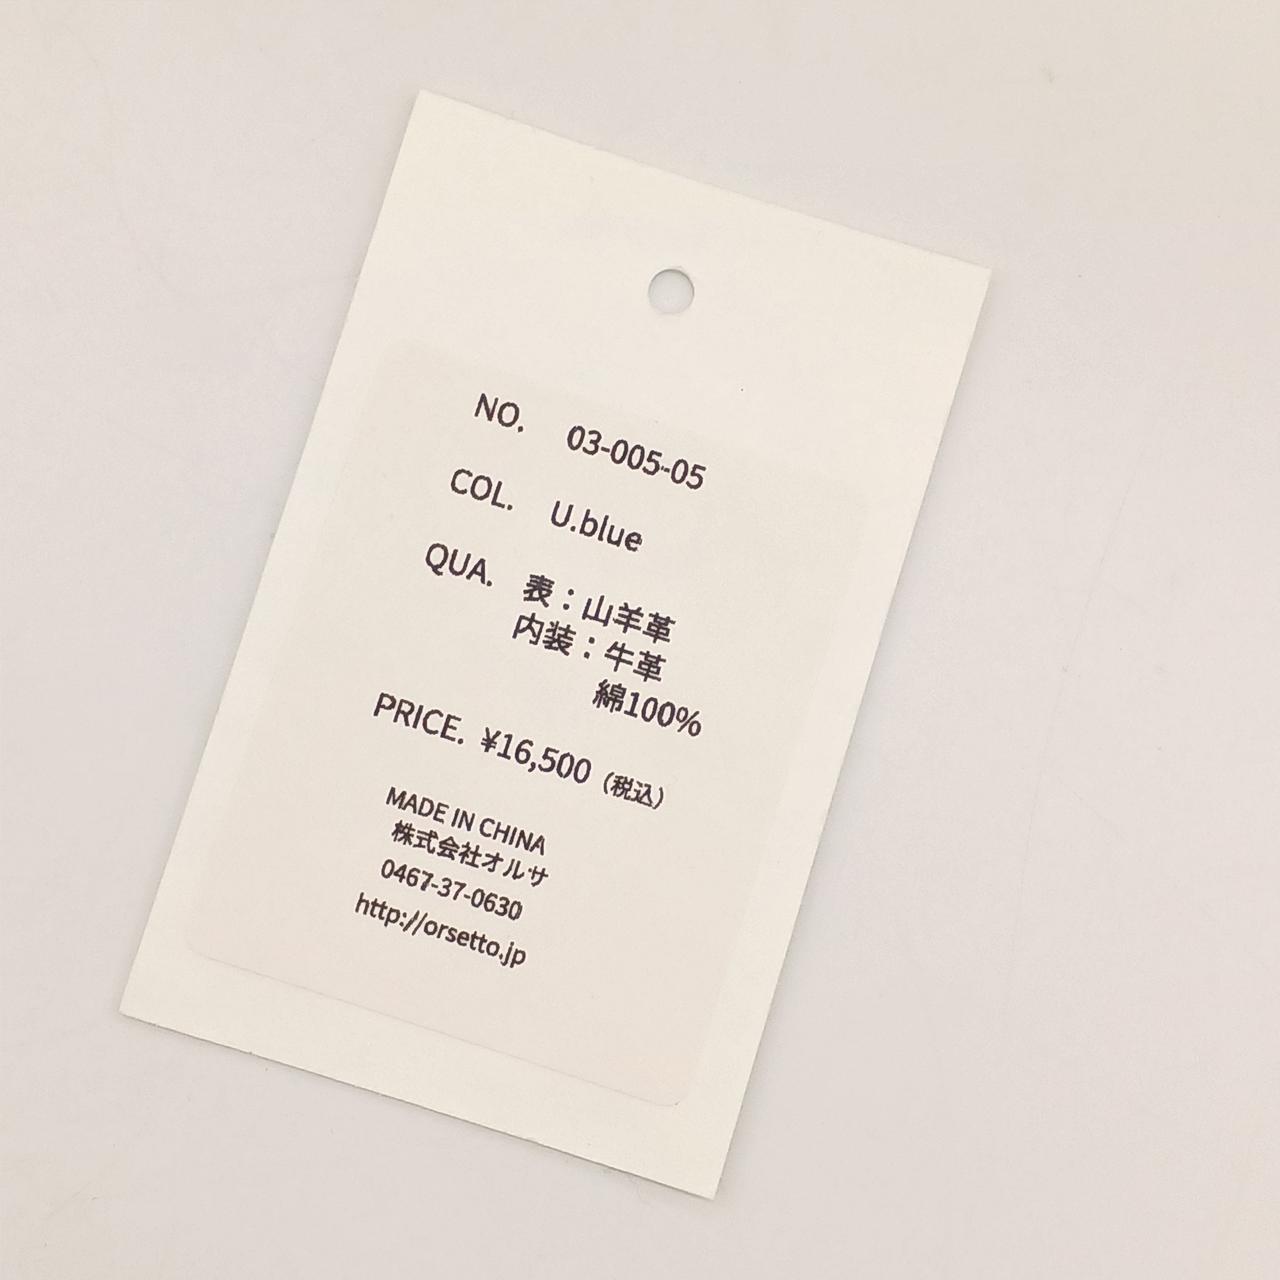 NO. 03-005-05
COL. U.blue
QUA. 表：山羊革
内装：牛革
綿100%
PRICE. ¥16,500（税込）
MADE IN CHINA
株式会社オルサ
0467-37-0630
http://orsetto.jp